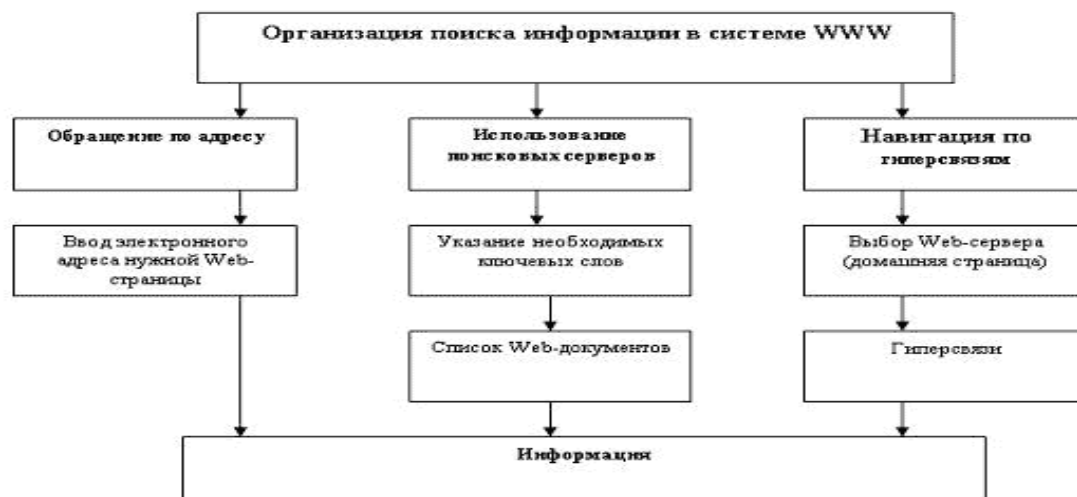 Организация поиска информации в системе WWW
Обращение по адресу
Использование
поисковых серверов
Навигация по
гиперсвязям
Ввод электронного
адреса нужной Web-
страницы
Указание необходимых
ключевых слов
Выбор Web-сервера
(домашняя страница)
Список Web-документов
Гиперсвязи
Информация